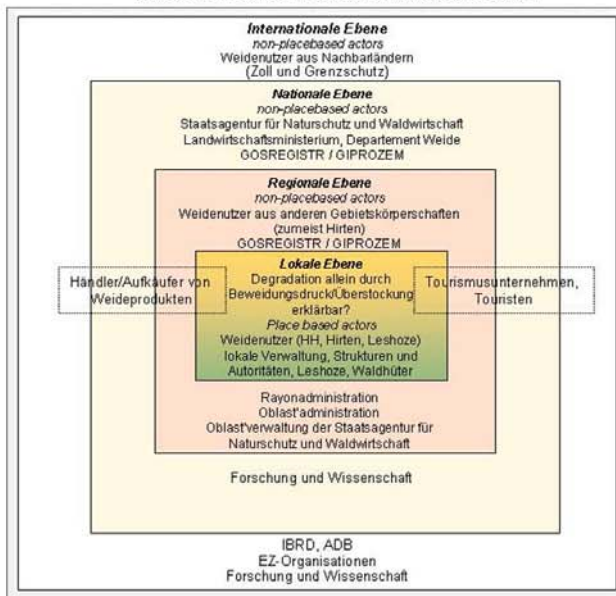 Internationale Ebene
non-placebased actors
Weidenutzer aus Nachbarländern
(Zoll und Grenzschutz)
Nationale Ebene
non-placebased actors
Staatsagentur für Naturschutz und Waldwirtschaft
Landwirtschaftsministerium, Departement Weide
GOSREGISTR / GIPROZEM
Regionale Ebene
non-placebased actors
Weidenutzer aus anderen Gebietskörperschaften
(zumeist Hirten)
GOSREGISTR / GIPROZEM
Lokale Ebene
Degradation allein durch
Beweidungsdruck/Überstockung
erklärbar?
Place based actors
Weidenutzer (HH, Hirten, Leshoze)
lokale Verwaltung, Strukturen und
Autoritäten, Leshoze, Waldhüter
Händler/Aufkäufer von
Weideprodukten
Tourismusunternehmen,
Touristen
Rayonadministration
Oblast'administration
Oblast'verwaltung der Staatsagentur für
Naturschutz und Waldwirtschaft
Forschung und Wissenschaft
IBRD, ADB
EZ-Organisationen
Forschung und Wissenschaft